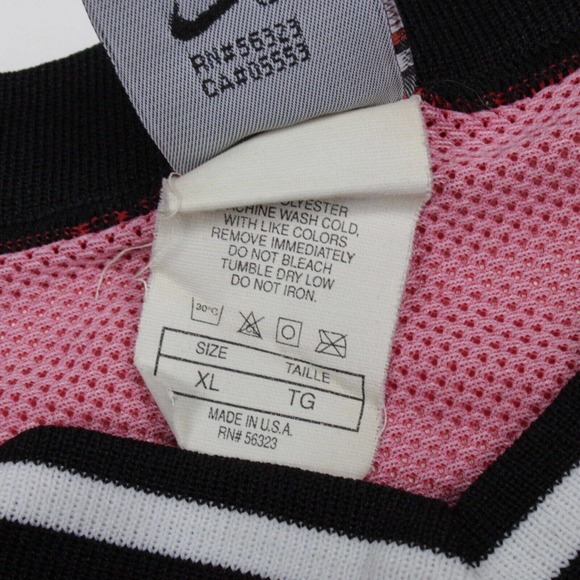 RN#56323
CA#05553
POLYESTER
MACHINE WASH COLD.
WITH LIKE COLORS
REMOVE IMMEDIATELY
DO NOT BLEACH
TUMBLE DRY LOW
DO NOT IRON.
30°C
SIZE TAILLE
XL TG
MADE IN U.S.A.
RN# 56323